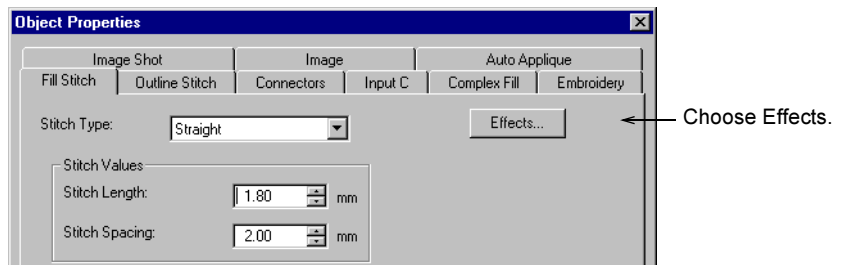 Object Properties
Image Shot Image Auto Applique
Fill Stitch Outline Stitch Connectors Input C Complex Fill Embroidery
Stitch Type: Straight Effects... Choose Effects.
Stitch Values
Stitch Length: 1.80 mm
Stitch Spacing: 2.00 mm